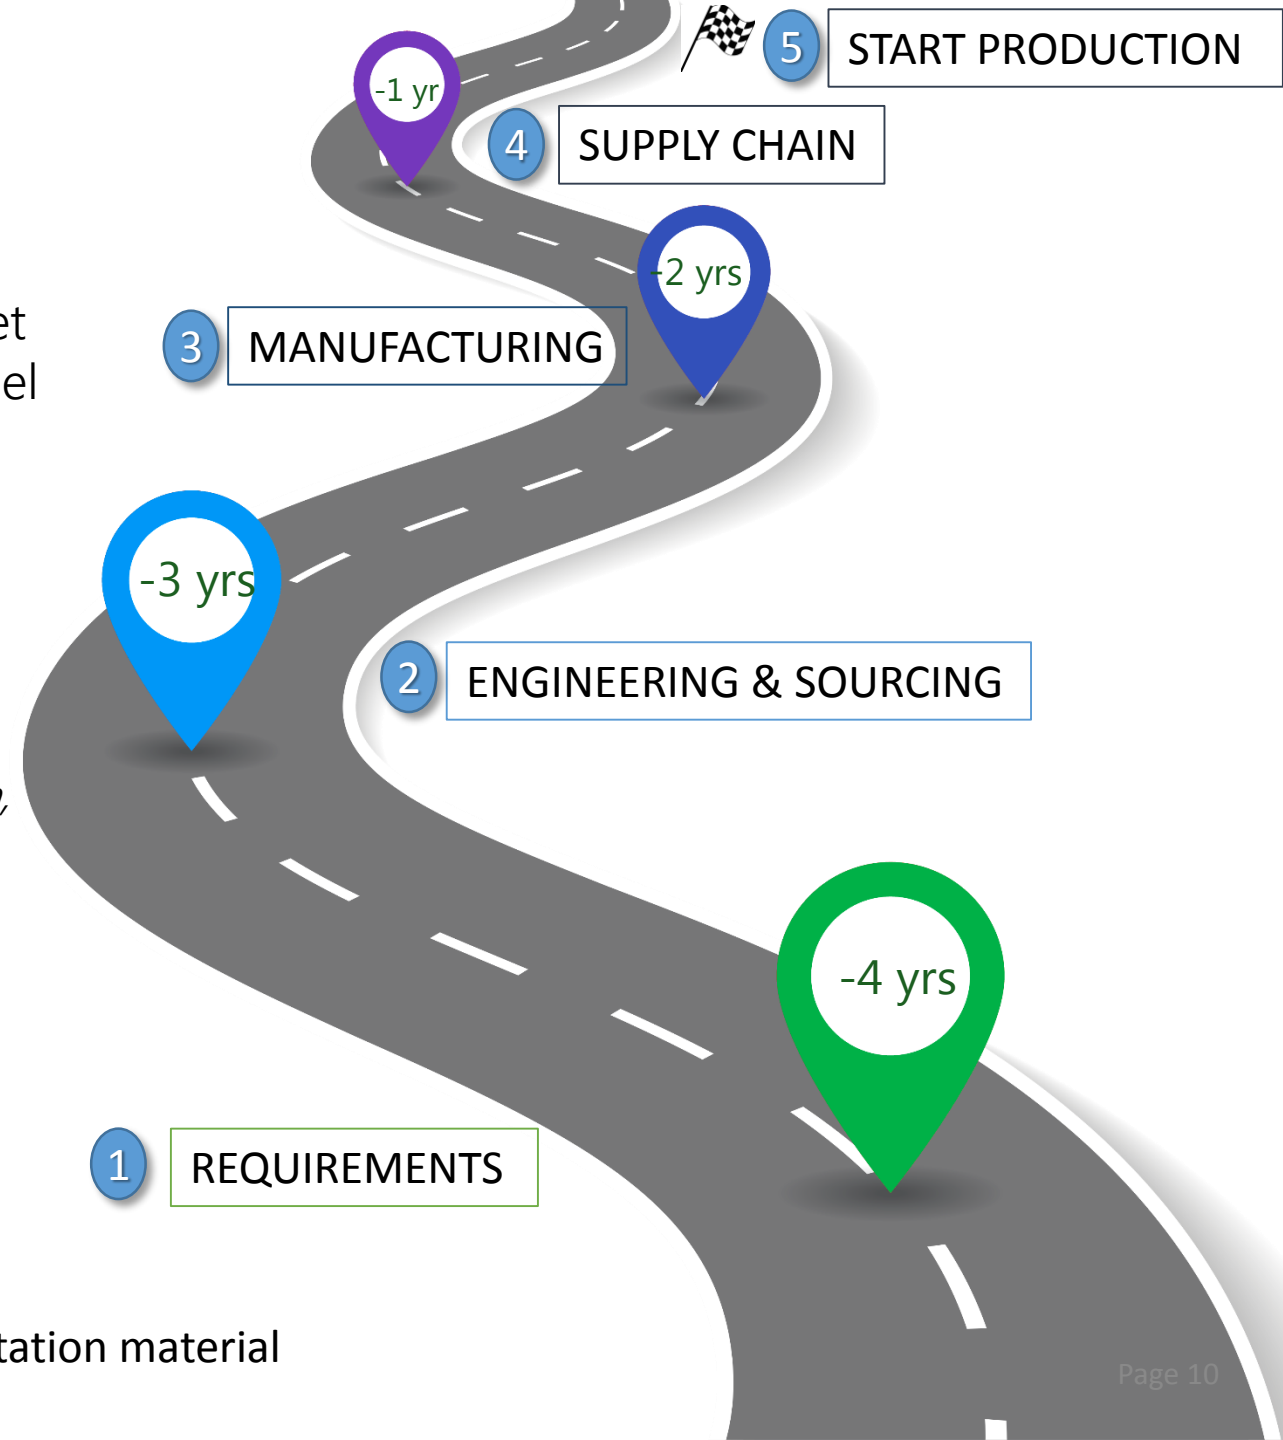 5 START PRODUCTION
-1 yr
4 SUPPLY CHAIN
-2 yrs
et
3 MANUFACTURING
el
-3 yrs
2 ENGINEERING & SOURCING
-4 yrs
1 REQUIREMENTS
tation material
Page 10